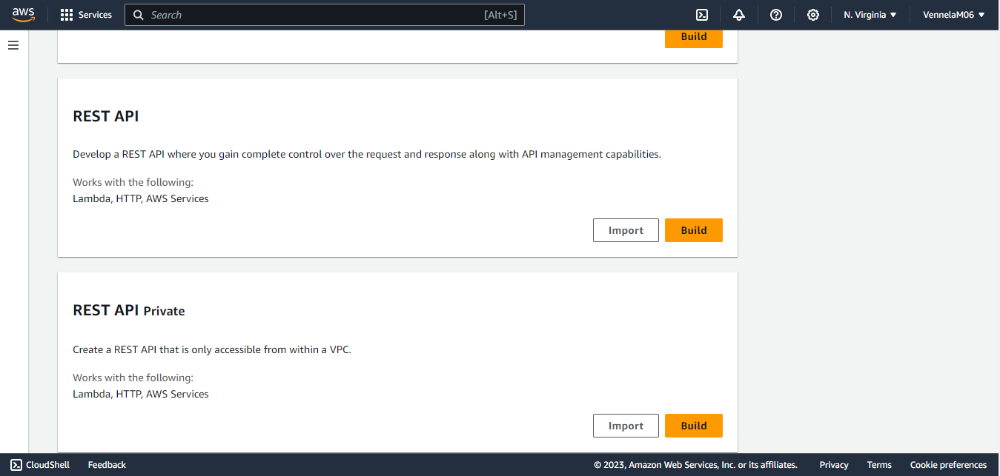 aws Services Search [Alt+S] N. Virginia VennelaM06
Build
REST API
Develop a REST API where you gain complete control over the request and response along with API management capabilities.
Works with the following:
Lambda, HTTP, AWS Services
Import Build
REST API Private
Create a REST API that is only accessible from within a VPC.
Works with the following:
Lambda, HTTP, AWS Services
Import Build
CloudShell Feedback © 2023, Amazon Web Services, Inc. or its affiliates. Privacy Terms Cookie preferences